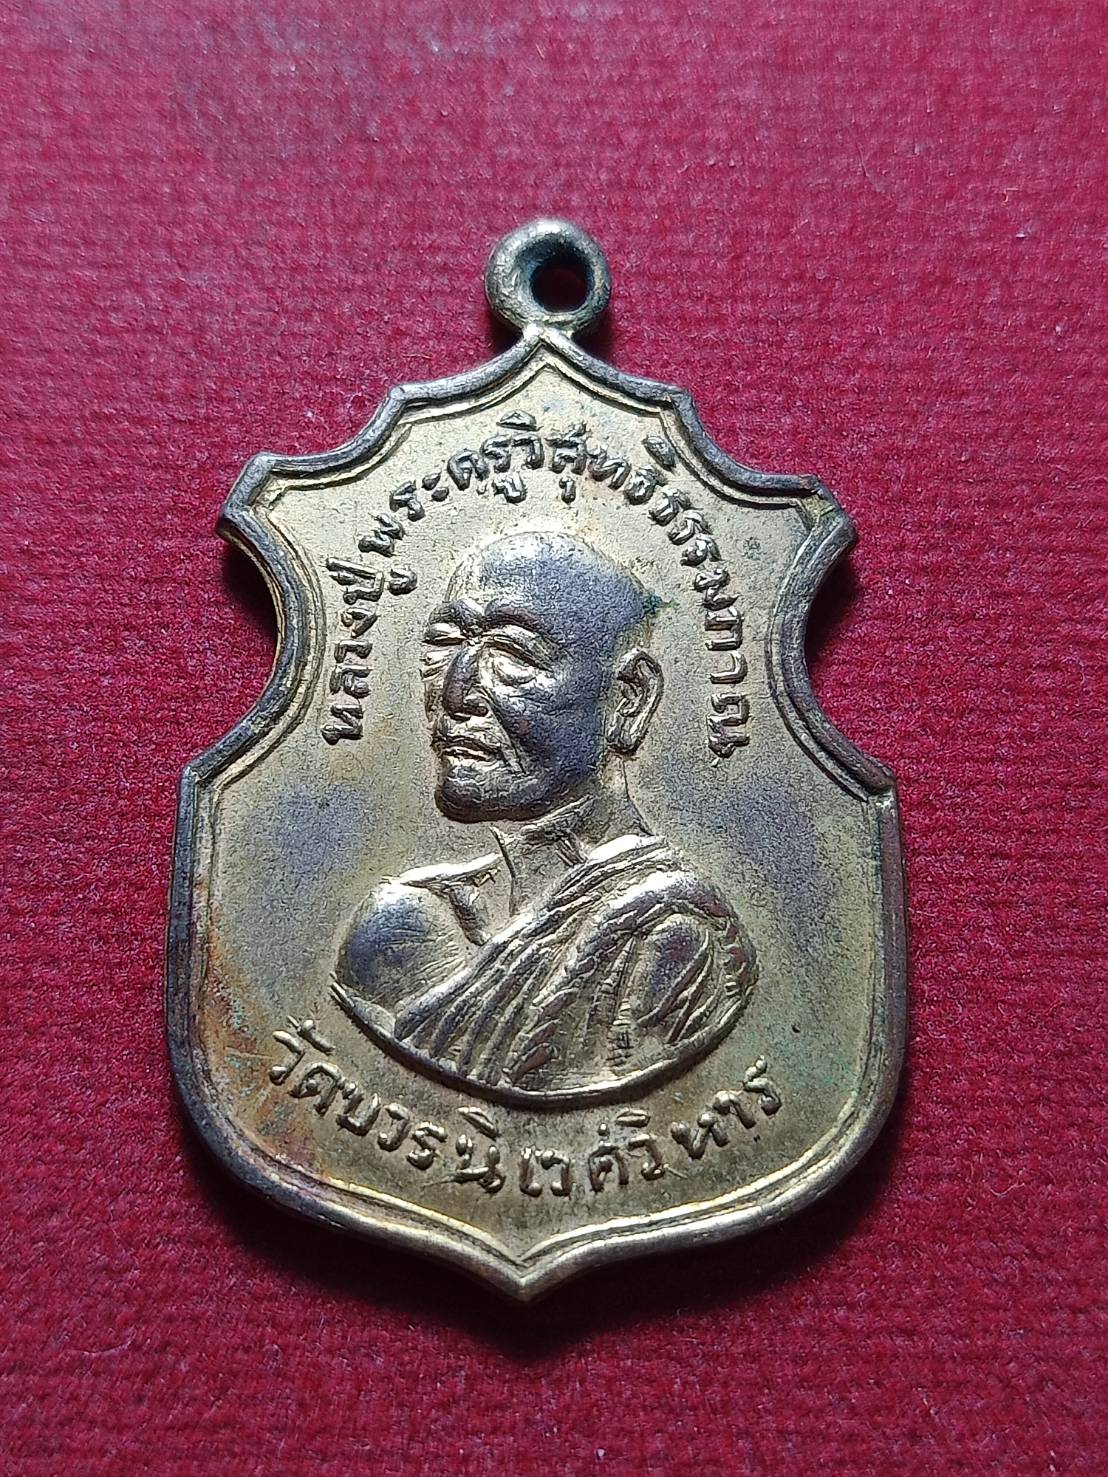 หลวงปู่ พระครูวิสุทธิธรรมภาณ
วัดบวรนิเวศวิหาร